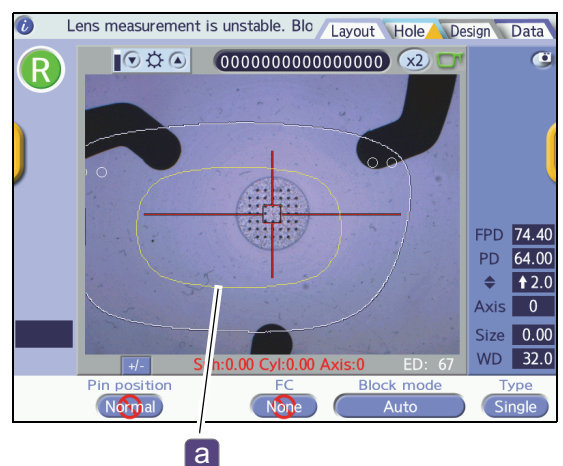 Lens measurement is unstable. Blo
Layout Hole Design Data
R
0000000000000000 x2
FPD 74.40
PD 64.00
2.0
Axis 0
Size 0.00
WD 32.0
+/- Sph:0.00 Cyl:0.00 Axis:0 ED: 67
Pin position FC Block mode Type
Normal None Auto Single
a